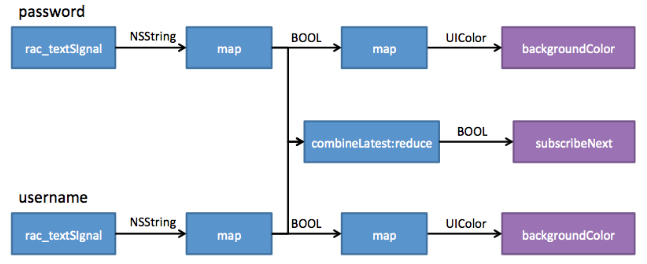 password
rac_textSIgnal NSString map BOOL map UIColor backgroundColor
combineLatest:reduce BOOL subscribeNext
username
rac_textSIgnal NSString map BOOL map UIColor backgroundColor